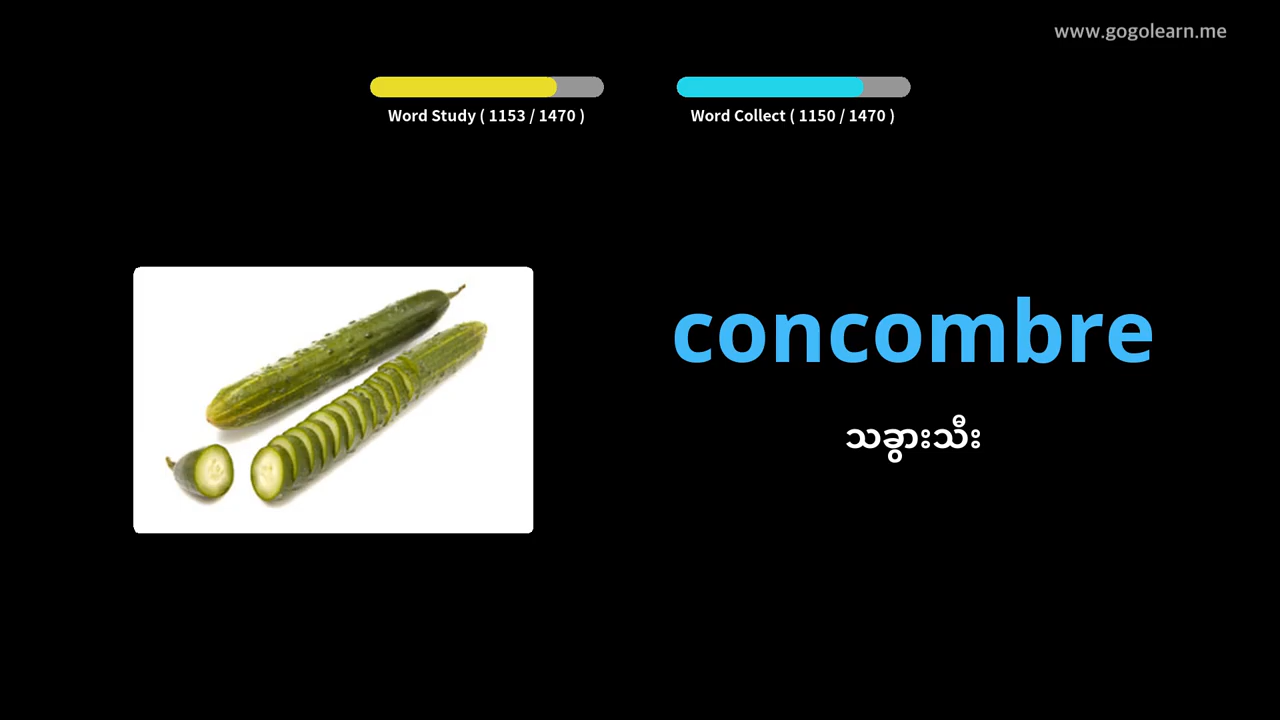 www.gogolearn.me
Word Study ( 1153 / 1470 )
Word Collect ( 1150 / 1470 )
concombre
သခွားသီး